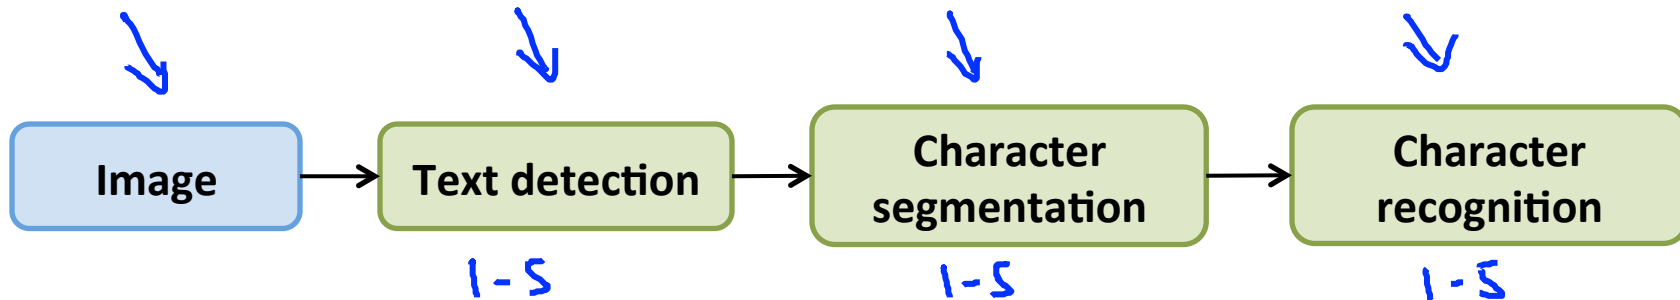 Image
Text detection
Character
segmentation
Character
recognition
1-5
1-5
1-5